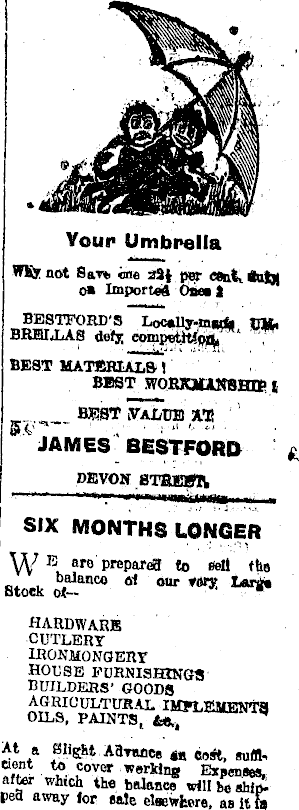 Your Umbrella
Why not Save one 22½ per cent. duty
on Imported Ones?
BESTFORD'S Locally-made UM-
BRELLAS defy competition.
BEST MATERIALS!
BEST WORKMANSHIP!
BEST VALUE AT
JAMES BESTFORD
DEVON STREET.
SIX MONTHS LONGER
WE are prepared to sell the
balance of our very Large
Stock of—
HARDWARE
CUTLERY
IRONMONGERY
HOUSE FURNISHINGS
BUILDERS' GOODS
AGRICULTURAL IMPLEMENTS
OILS, PAINTS, &c.,
At a Slight Advance on cost, suffi-
cient to cover working Expenses,
after which the balance will be ship-
ped away for sale elsewhere, as it is